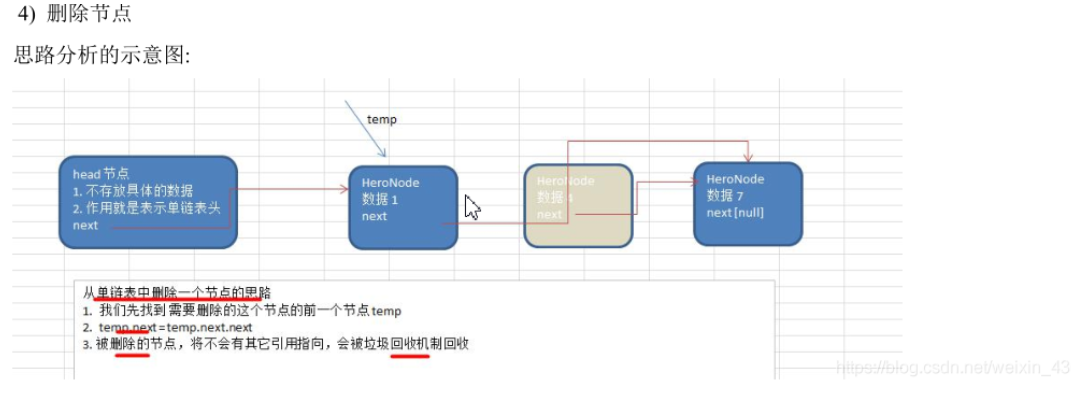 4) 删除节点
思路分析的示意图:
temp
head 节点
1. 不存放具体的数据
2. 作用就是表示单链表头
next
HeroNode
数据 1
next
HeroNode
数据 4
next
HeroNode
数据 7
next [null]
从单链表中删除一个节点的思路
1. 我们先找到需要删除的这个节点的前一个节点 temp
2. temp.next=temp.next.next
3. 被删除的节点，将不会有其它引用指向，会被垃圾回收机制回收
https://blog.csdn.net/weixin_43